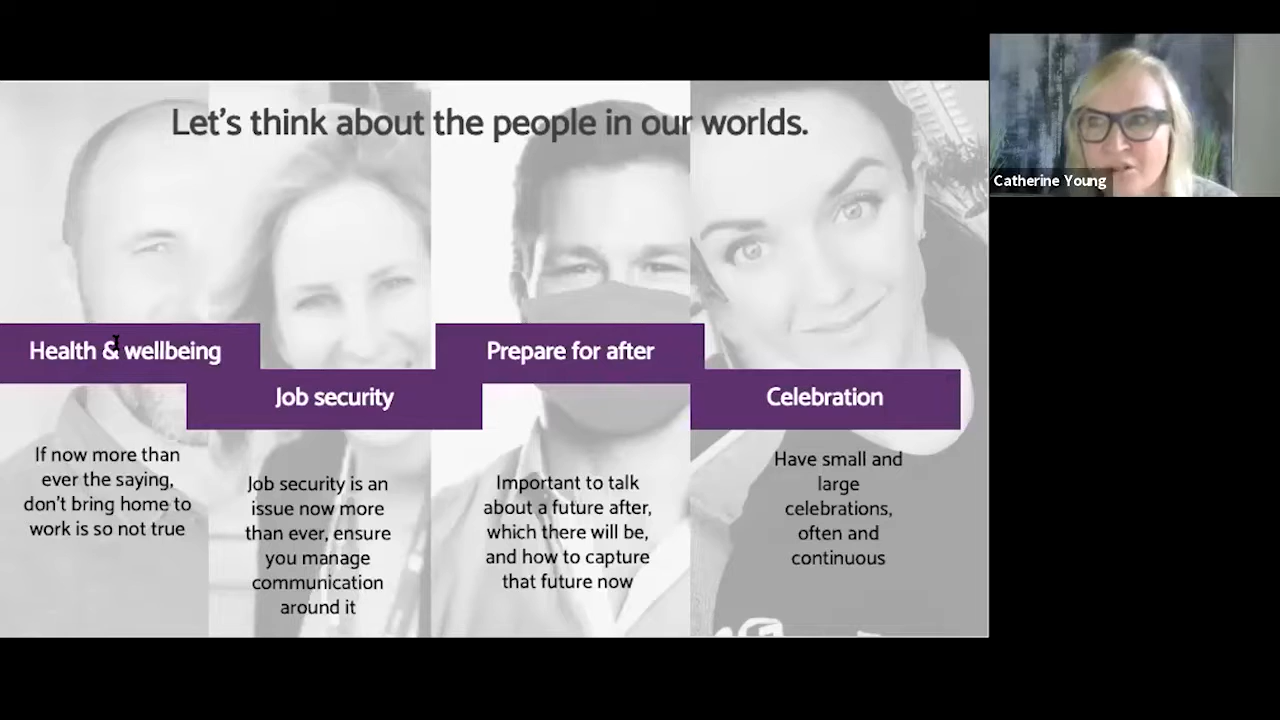 Let's think about the people in our worlds.
Catherine Young
Health & wellbeing
If now more than
ever the saying,
don't bring home to
work is so not true
Job security
Job security is an
issue now more
than ever, ensure
you manage
communication
around it
Prepare for after
Important to talk
about a future after,
which there will be,
and how to capture
that future now
Celebration
Have small and
large
celebrations,
often and
continuous